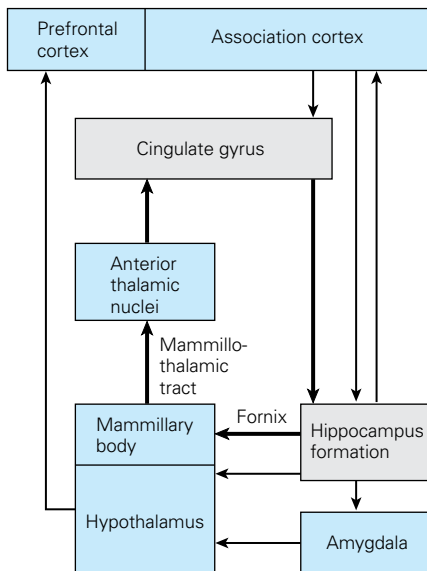 Prefrontal
cortex
Association cortex
Cingulate gyrus
Anterior
thalamic
nuclei
Mammillo-
thalamic
tract
Fornix
Mammillary
body
Hippocampus
formation
Hypothalamus
Amygdala